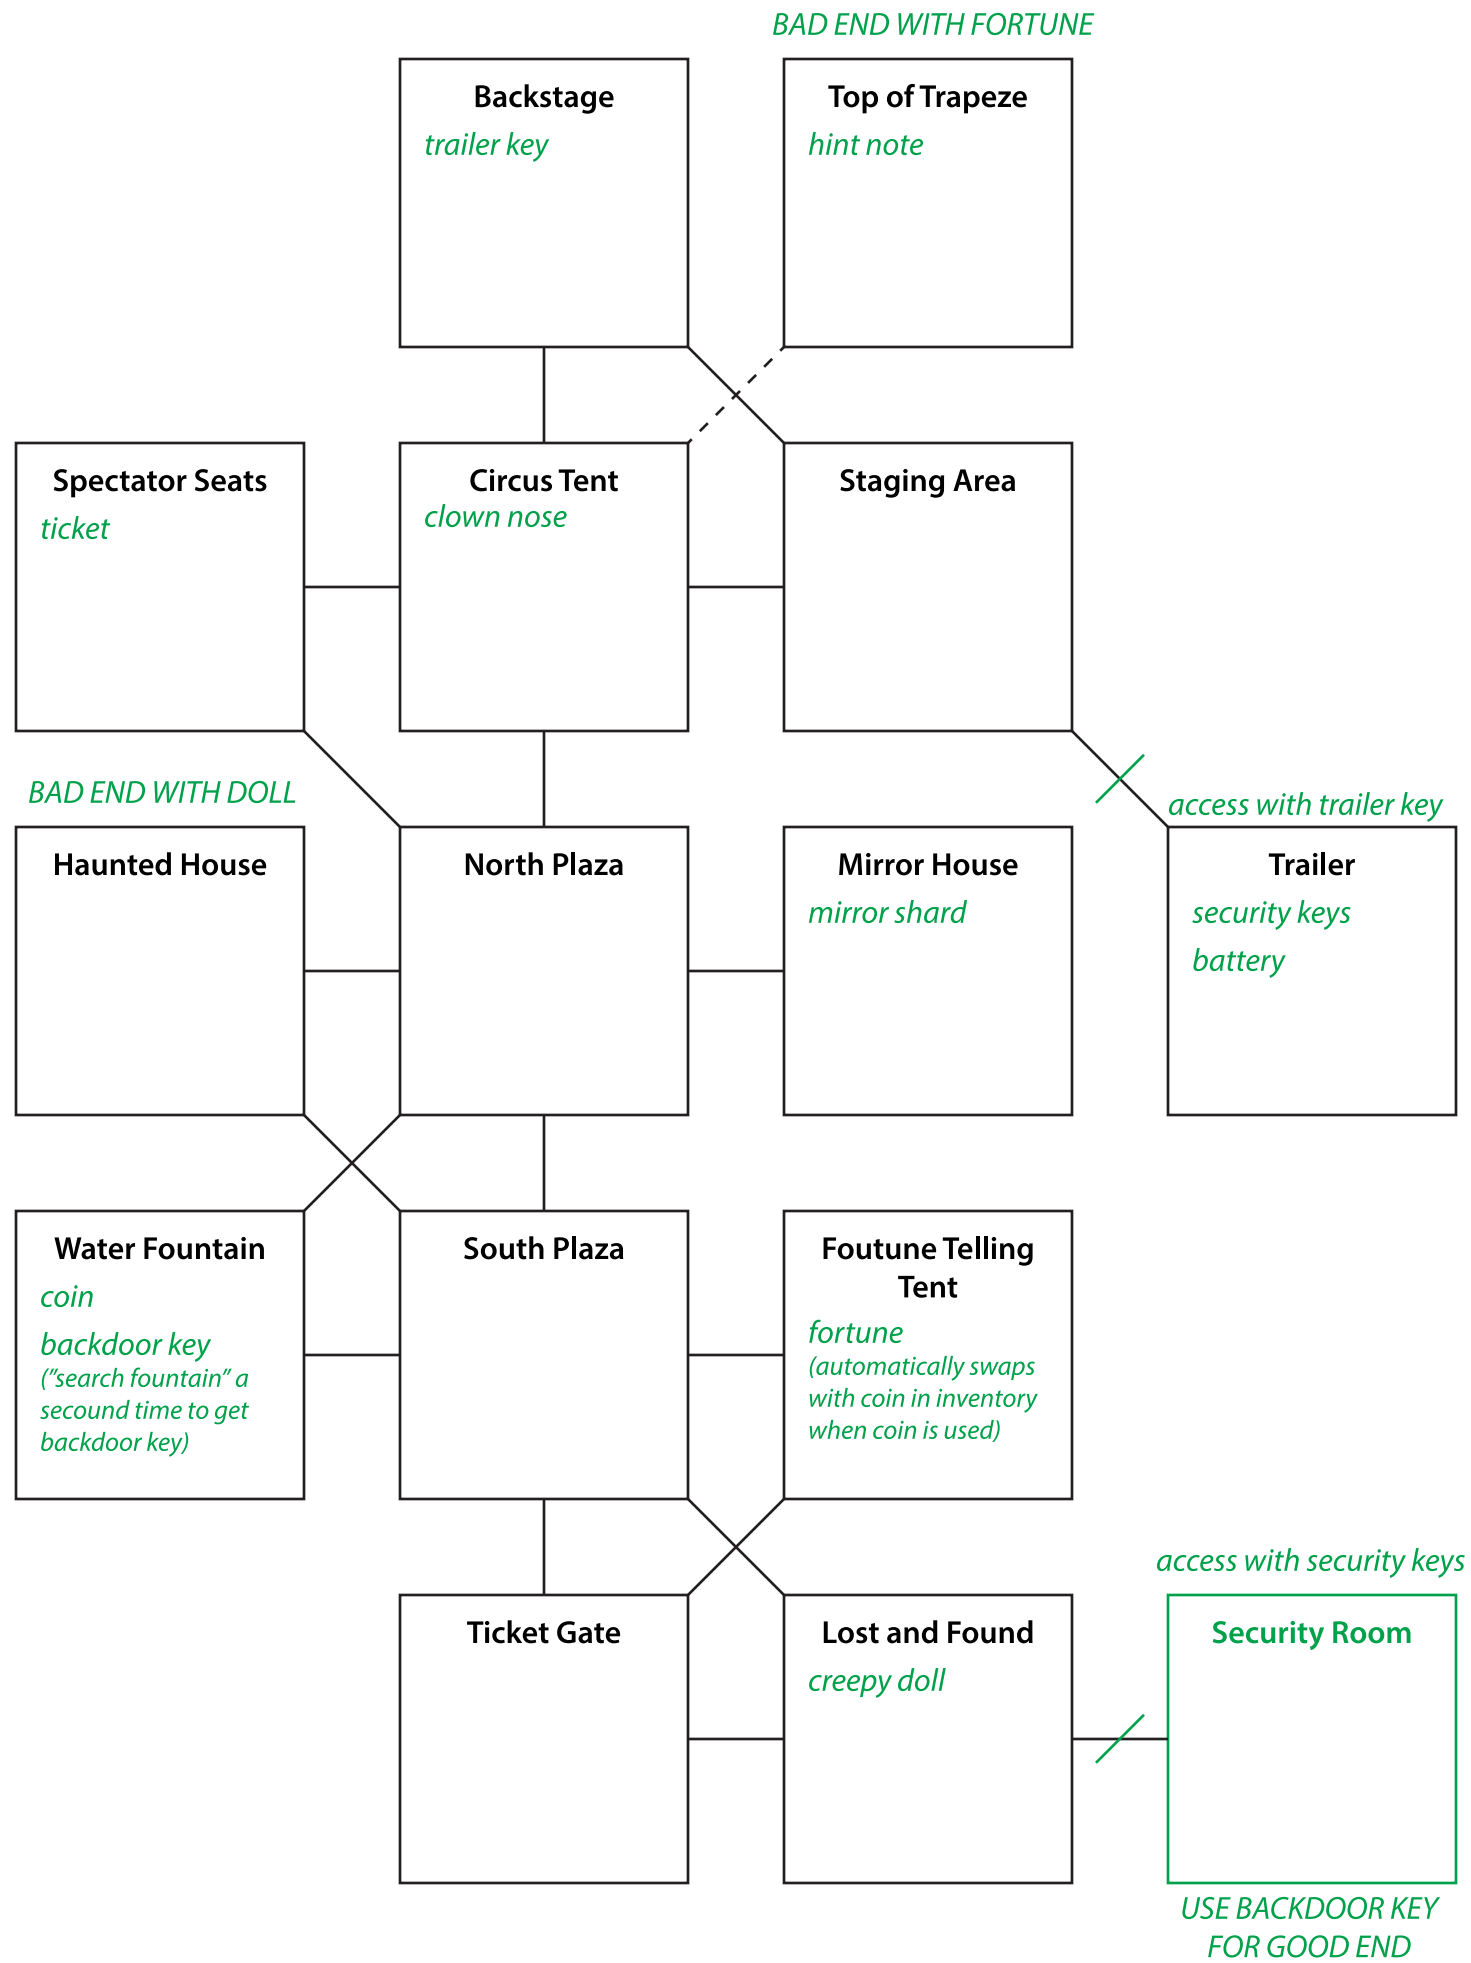 BAD END WITH FORTUNE
Backstage
trailer key
Top of Trapeze
hint note
Spectator Seats
ticket
Circus Tent
clown nose
Staging Area
BAD END WITH DOLL
Haunted House
North Plaza
Mirror House
mirror shard
access with trailer key
Trailer
security keys
battery
Water Fountain
coin
backdoor key
("search fountain" a
secound time to get
backdoor key)
South Plaza
Foutune Telling
Tent
fortune
(automatically swaps
with coin in inventory
when coin is used)
Ticket Gate
Lost and Found
creepy doll
access with security keys
Security Room
USE BACKDOOR KEY
FOR GOOD END